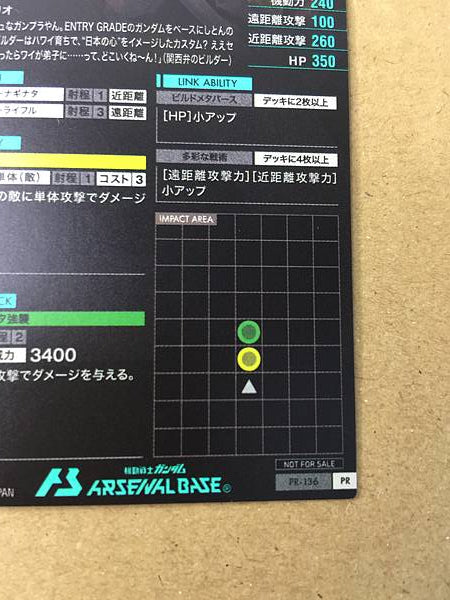 機動力 240
遠距離攻撃 100
近距離攻撃 260
HP 350
ュなガンプラやん。ENTRY GRADEのガンダムをベースにしとんの
ルダーはハワイ育ちで、"日本の心"をイメージしたカスタム？ ええセ
ったらワイが弟子に……って、どこいくね〜ん！」（関西弁のビルダー）
ナギナタ 射程 1 近距離
ライフル 射程 3 遠距離
単体（敵） 射程 1 コスト 3
の敵に単体攻撃でダメージ
CK
強襲
程 2
威力 3400
攻撃でダメージを与える。
LINK ABILITY
ビルドメタバース デッキに2枚以上
[HP]小アップ
多彩な戦術 デッキに4枚以上
[遠距離攻撃力][近距離攻撃力]
小アップ
IMPACT AREA
NOT FOR SALE
PR-136 PR
PAN
機動戦士ガンダム
ARSENAL BASE®